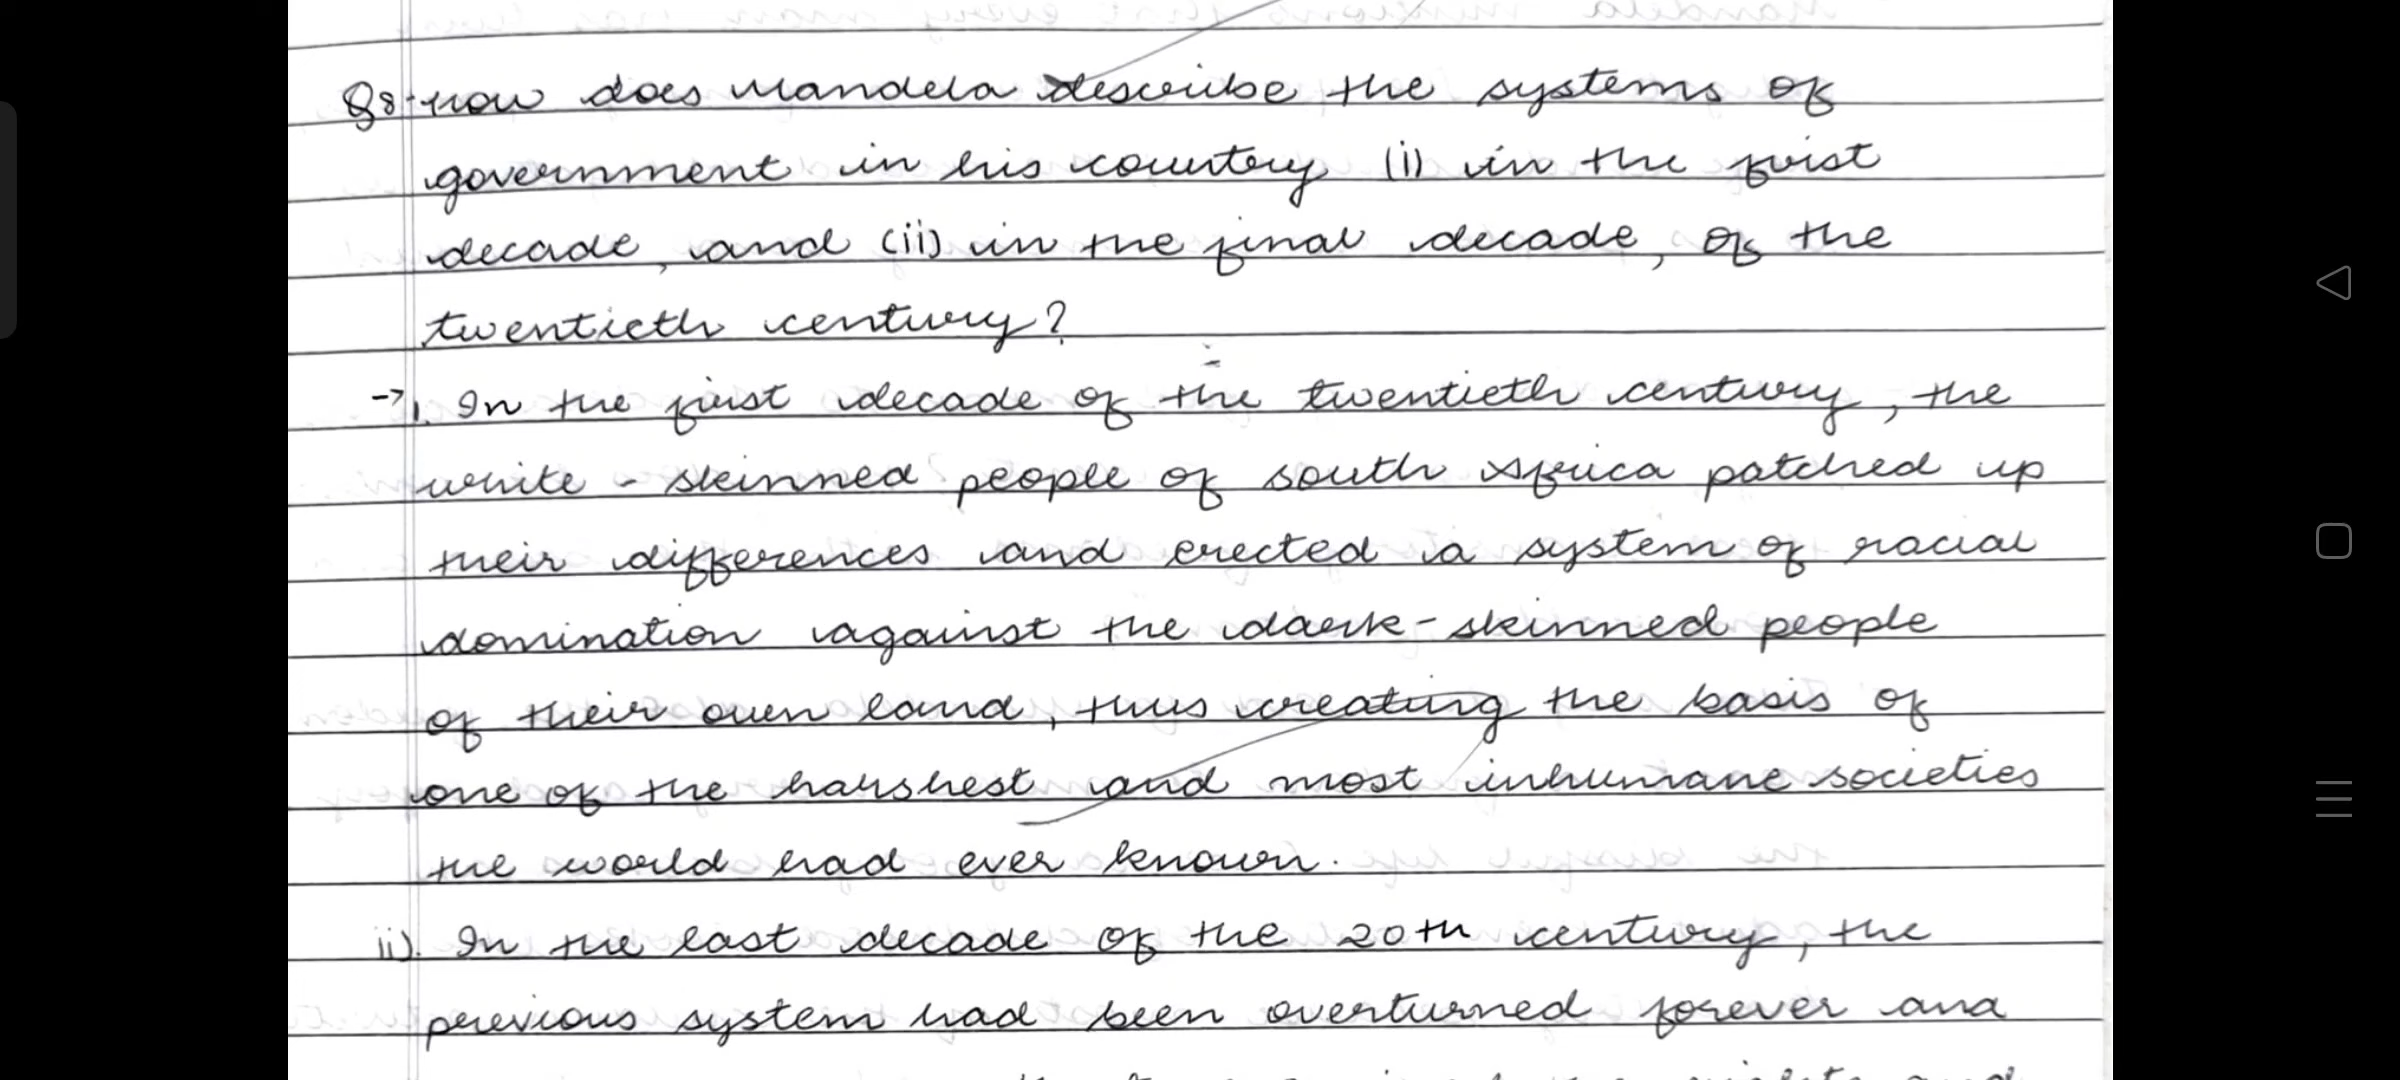 Q8. How does Mandela describe the systems of
government in his country (i) in the first
decade, and (ii) in the final decade, of the
twentieth century?
→ i. In the first decade of the twentieth century, the
white - skinned people of south Africa patched up
their differences and erected a system of racial
domination against the dark - skinned people
of their own land, thus creating the basis of
one of the harshest and most inhumane societies
the world had ever known.
ii). In the last decade of the 20th century, the
previous system had been overturned forever and